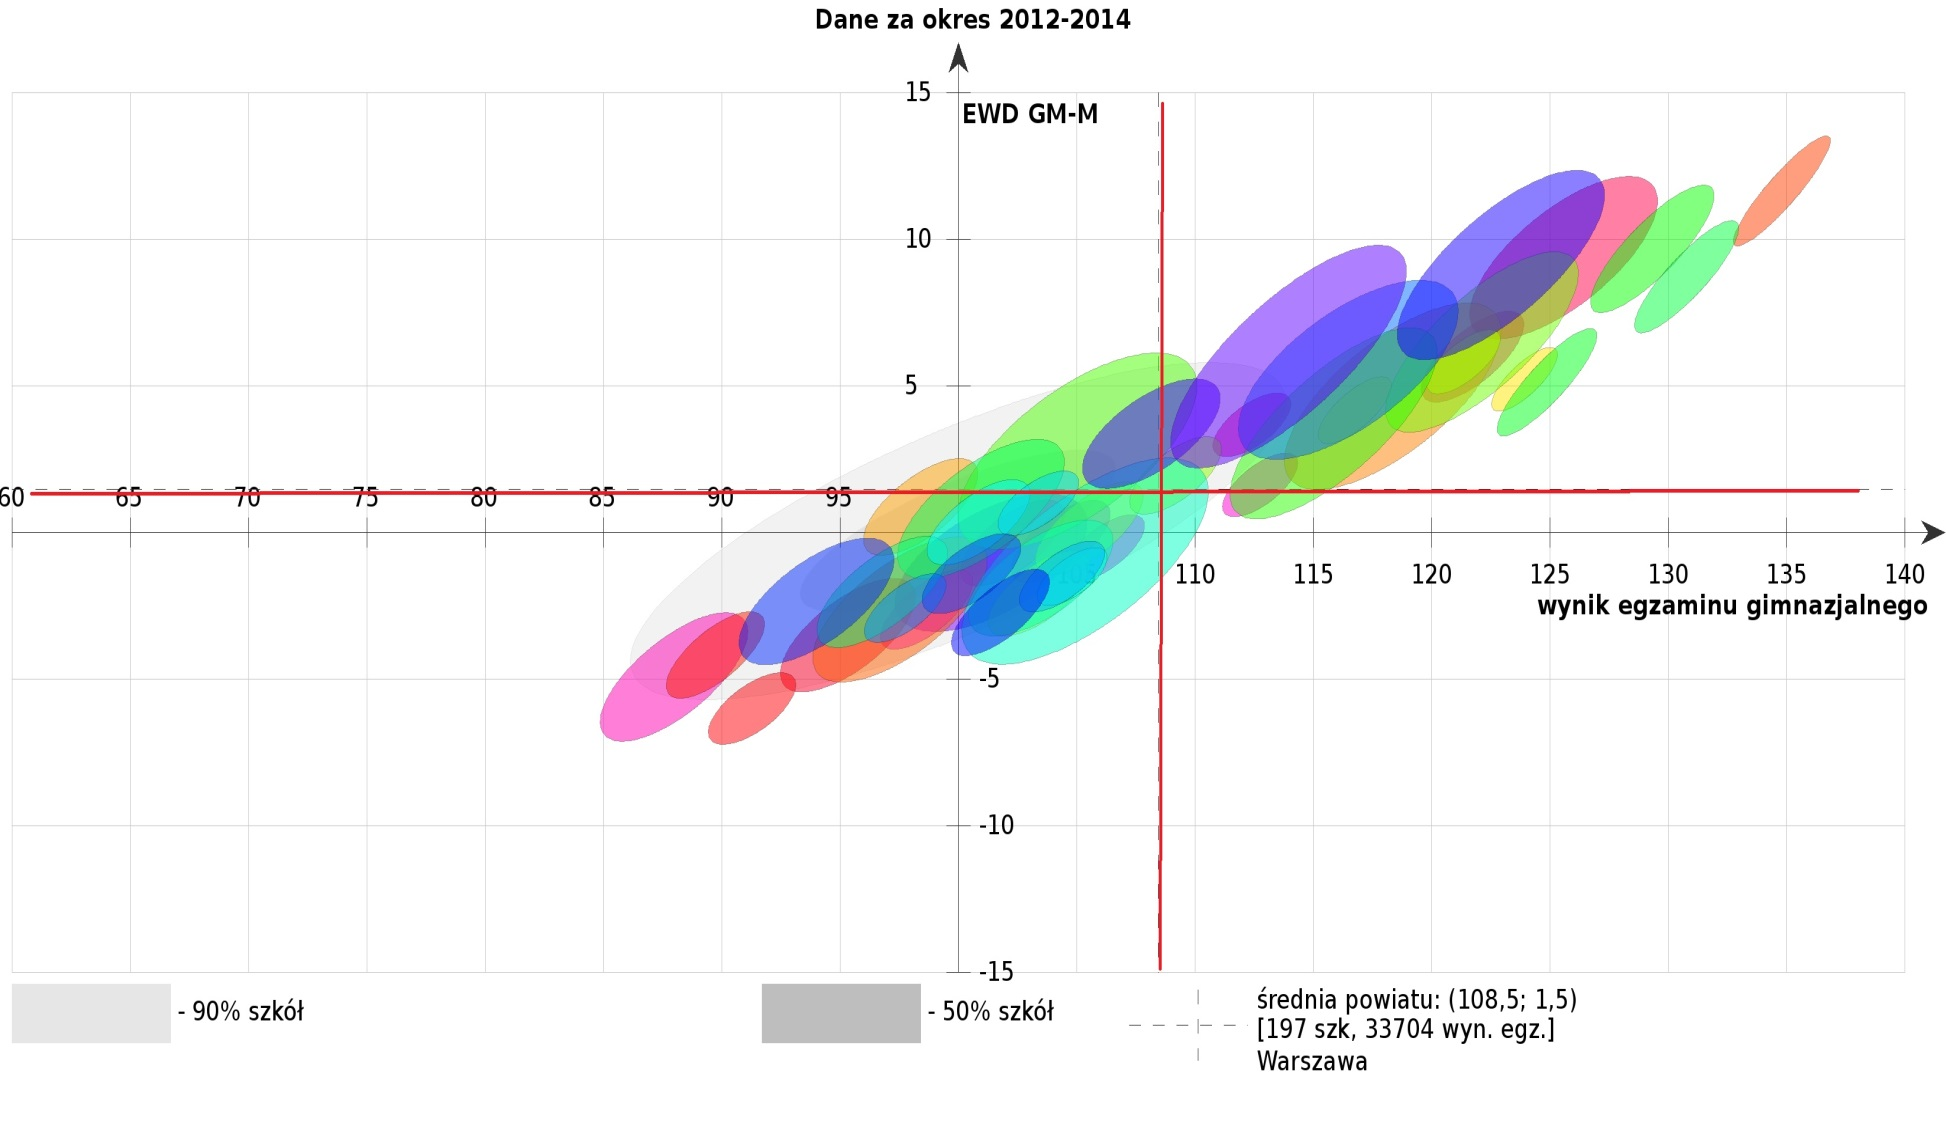 Dane za okres 2012-2014
15
EWD GM-M
10
5
60 65 70 75 80 85 90 95
105 110 115 120 125 130 135 140
wynik egzaminu gimnazjalnego
-5
-10
-15
- 90% szkół
- 50% szkół
średnia powiatu: (108,5; 1,5)
[197 szk, 33704 wyn. egz.]
Warszawa